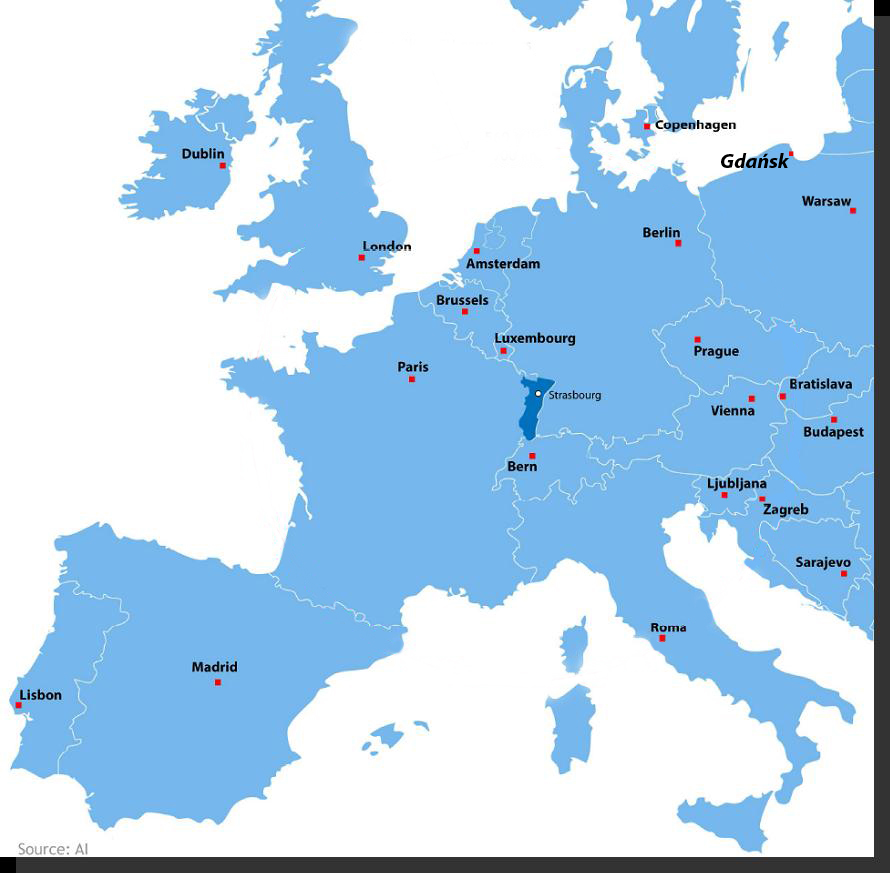 Copenhagen
Dublin
Gdańsk
Warsaw
Berlin
London
Amsterdam
Brussels
Luxembourg
Prague
Paris
Bratislava
Strasbourg
Vienna
Budapest
Bern
Ljubljana
Zagreb
Sarajevo
Roma
Madrid
Lisbon
Source: AI